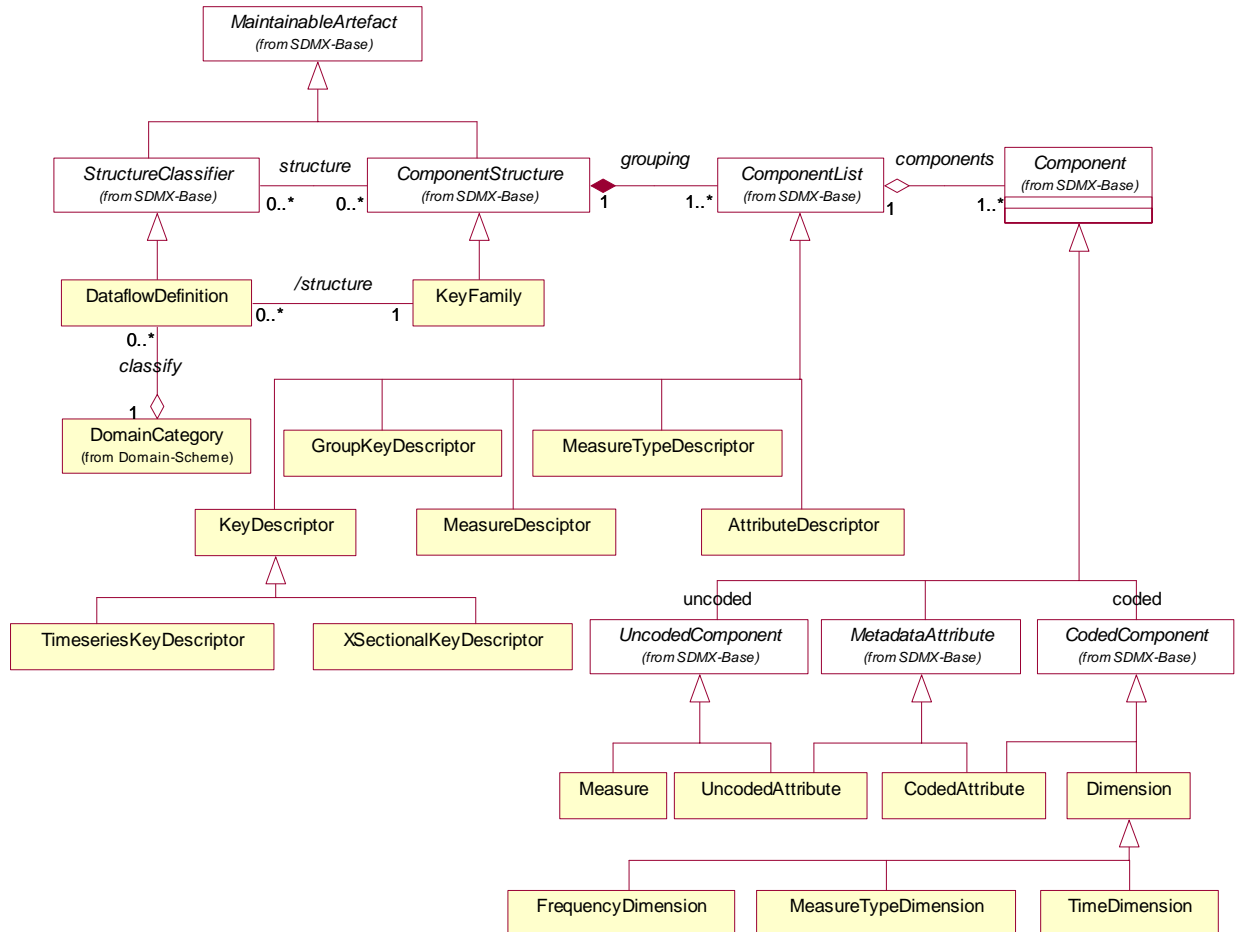 MaintainableArtefact
(from SDMX-Base)
StructureClassifier
(from SDMX-Base)
structure
0..*
0..*
ComponentStructure
(from SDMX-Base)
grouping
1
1..*
ComponentList
(from SDMX-Base)
components
1
1..*
Component
(from SDMX-Base)
DataflowDefinition
/structure
0..*
1
KeyFamily
0..*
classify
1
DomainCategory
(from Domain-Scheme)
GroupKeyDescriptor
MeasureTypeDescriptor
KeyDescriptor
MeasureDesciptor
AttributeDescriptor
TimeseriesKeyDescriptor
XSectionalKeyDescriptor
uncoded
coded
UncodedComponent
(from SDMX-Base)
MetadataAttribute
(from SDMX-Base)
CodedComponent
(from SDMX-Base)
Measure
UncodedAttribute
CodedAttribute
Dimension
FrequencyDimension
MeasureTypeDimension
TimeDimension